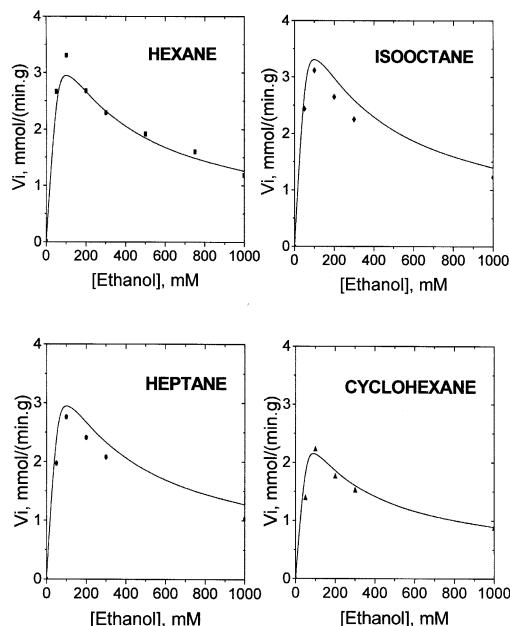 HEXANE
Vi, mmol/(min.g)
4
3
2
1
0
0 200 400 600 800 1000
[Ethanol], mM
ISOOCTANE
Vi, mmol/(min.g)
4
3
2
1
0
0 200 400 600 800 1000
[Ethanol], mM
HEPTANE
Vi, mmol/(min.g)
4
3
2
1
0
0 200 400 600 800 1000
[Ethanol], mM
CYCLOHEXANE
Vi, mmol/(min.g)
4
3
2
1
0
0 200 400 600 800 1000
[Ethanol], mM